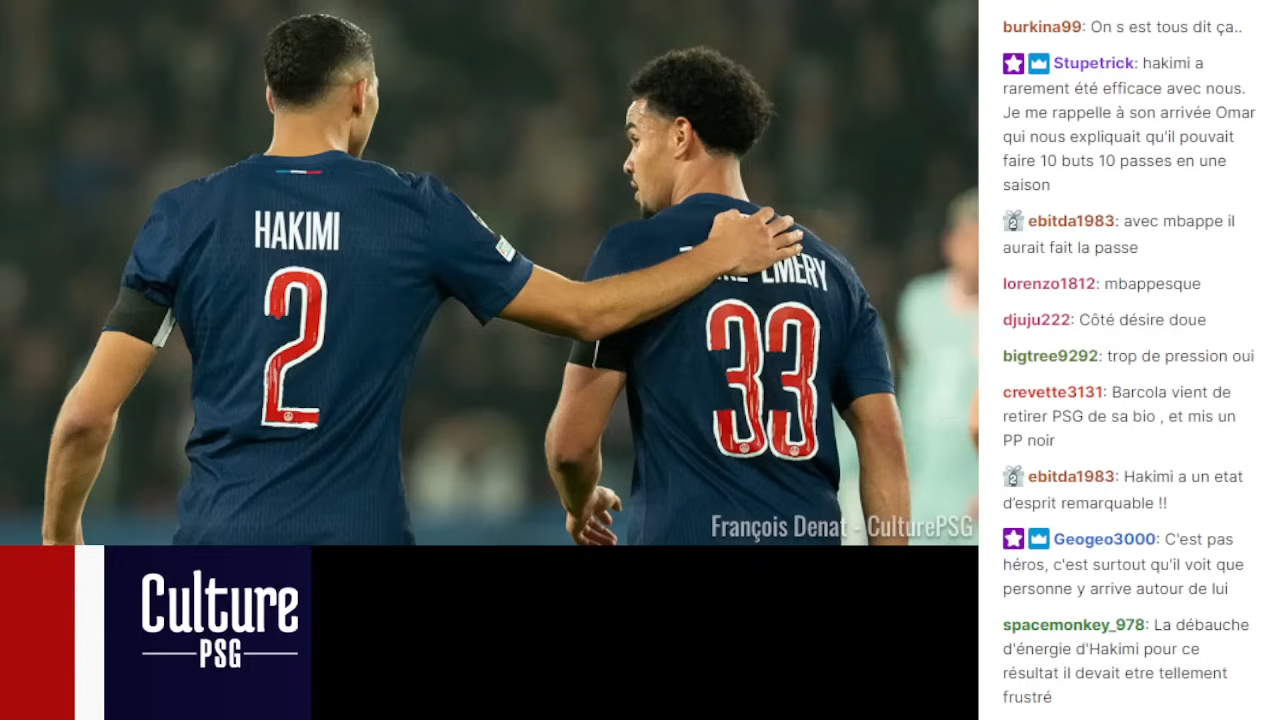 HAKIMI
2
EMERY
33
François Denat - CulturePSG
Culture
PSG
burkina99: On s est tous dit ça..
Stupetrick: hakimi a
rarement été efficace avec nous.
Je me rappelle à son arrivée Omar
qui nous expliquait qu'il pouvait
faire 10 buts 10 passes en une
saison
2 ebitda1983: avec mbappe il
aurait fait la passe
lorenzo1812: mbappesque
djuju222: Côté désire doue
bigtree9292: trop de pression oui
crevette3131: Barcola vient de
retirer PSG de sa bio , et mis un
PP noir
2 ebitda1983: Hakimi a un etat
d’esprit remarquable !!
Geogeo3000: C'est pas
héros, c'est surtout qu'il voit que
personne y arrive autour de lui
spacemonkey_978: La débauche
d'énergie d'Hakimi pour ce
résultat il devait etre tellement
frustré